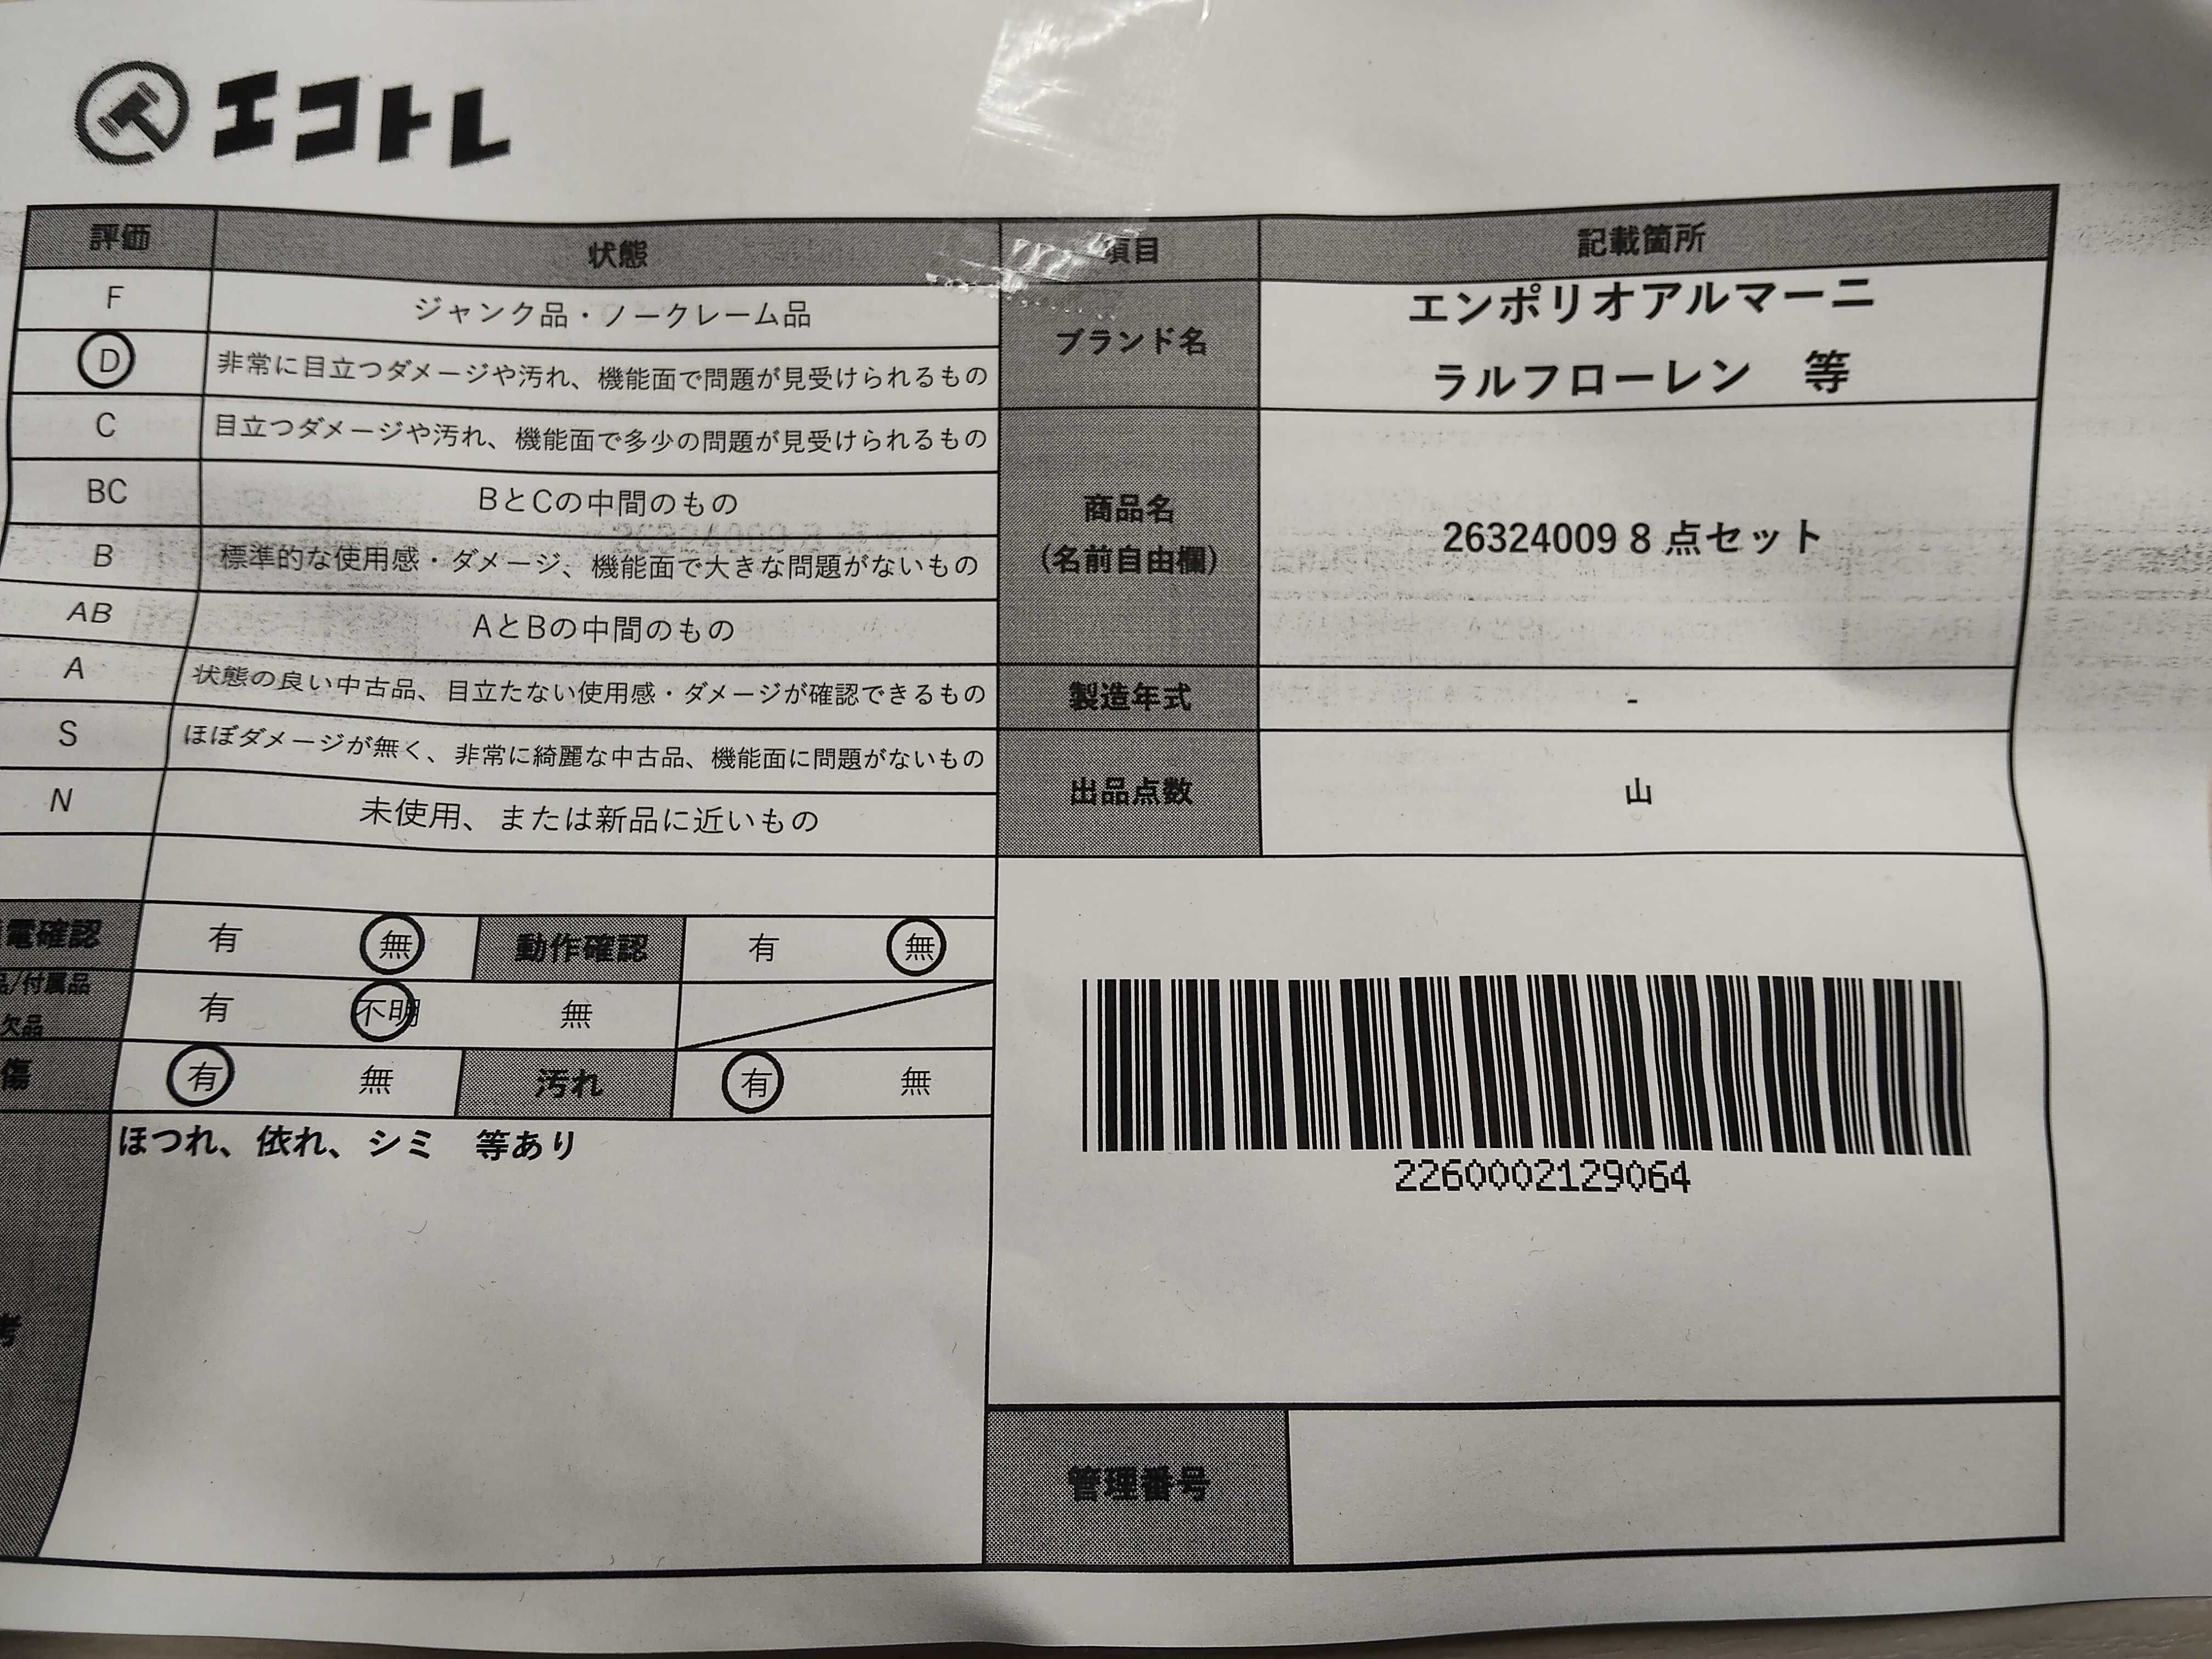 エコトレ
評価 状態
F ジャンク品・ノークレーム品
D 非常に目立つダメージや汚れ、機能面で問題が見受けられるもの
C 目立つダメージや汚れ、機能面で多少の問題が見受けられるもの
BC BとCの中間のもの
B 標準的な使用感・ダメージ、機能面で大きな問題がないもの
AB AとBの中間のもの
A 状態の良い中古品、目立たない使用感・ダメージが確認できるもの
S ほぼダメージが無く、非常に綺麗な中古品、機能面に問題がないもの
N 未使用、または新品に近いもの
電確認 有 無 動作確認 有 無
品/付属品
欠品 有 不明 無
傷 有 無 汚れ 有 無
考 ほつれ、依れ、シミ 等あり
項目 記載箇所
ブランド名 エンポリオアルマーニ
ラルフローレン 等
商品名
(名前自由欄) 26324009 8 点セット
製造年式 -
出品点数 山
2260002129064
管理番号